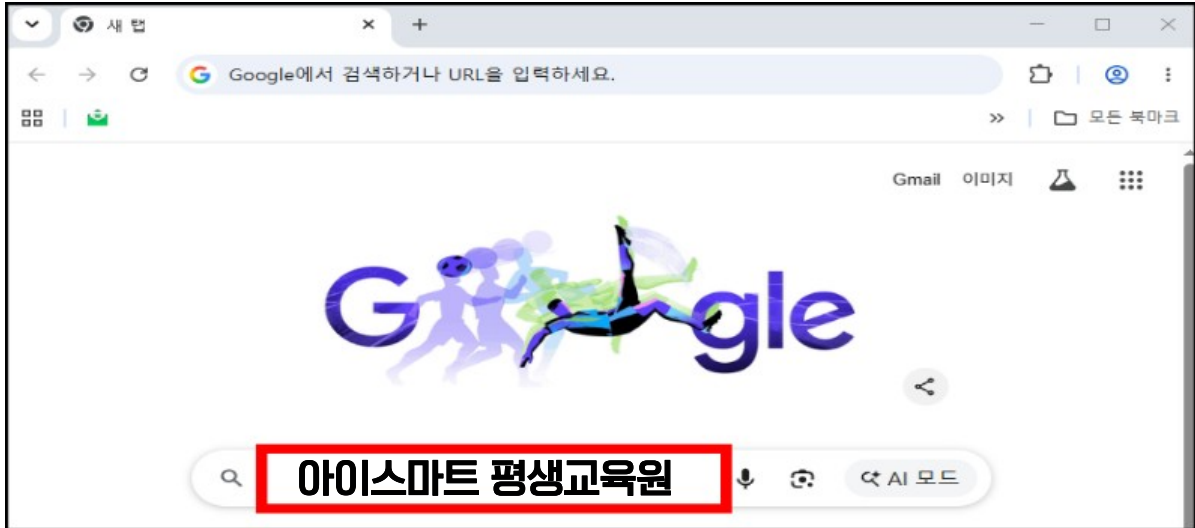 새 탭
Google에서 검색하거나 URL을 입력하세요.
모든 북마크
Gmail 이미지
Google
아이스마트 평생교육원 AI 모드